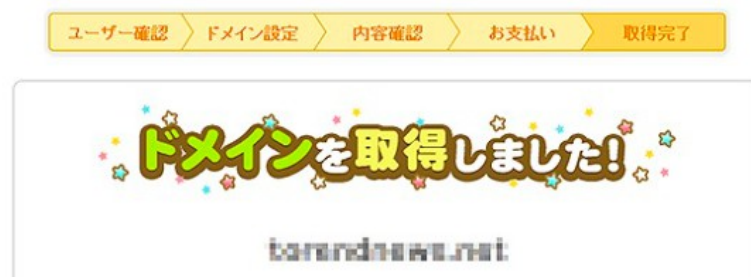 ユーザー確認
ドメイン設定
内容確認
お支払い
取得完了
ドメインを取得しました!